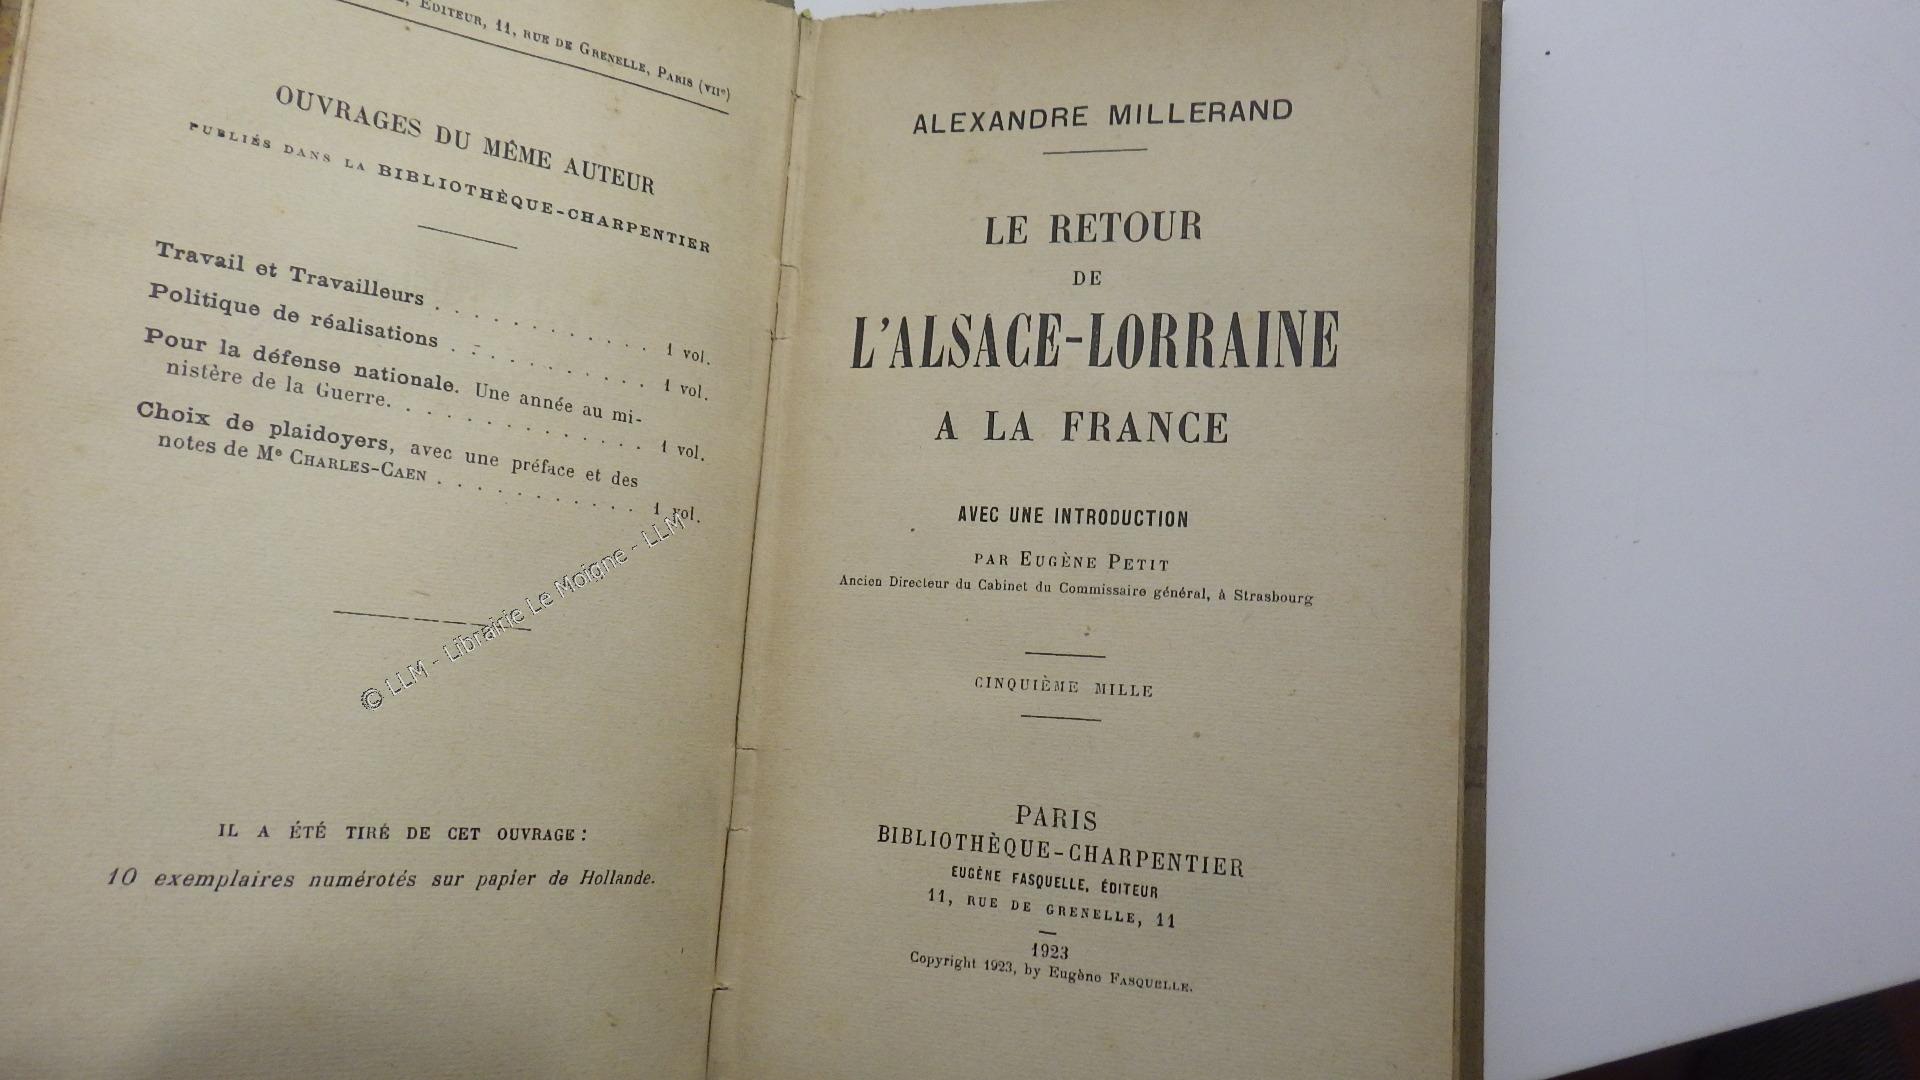 ÉDITEUR, 11, RUE DE GRENELLE, PARIS (VIIe)
OUVRAGES DU MÊME AUTEUR
PUBLIÉS DANS LA BIBLIOTHÈQUE-CHARPENTIER
Travail et Travailleurs . . . . . . . . . . . . 1 vol.
Politique de réalisations . . . . . . . . . . . 1 vol.
Pour la défense nationale. Une année au mi-
nistère de la Guerre. . . . . . . . . . . . . . 1 vol.
Choix de plaidoyers, avec une préface et des
notes de Me CHARLES-CAEN . . . . . . . . . . . 1 vol.
© LLM - Librairie Le Moigne - LLM
IL A ÉTÉ TIRÉ DE CET OUVRAGE :
10 exemplaires numérotés sur papier de Hollande.
ALEXANDRE MILLERAND
LE RETOUR
DE
L'ALSACE-LORRAINE
A LA FRANCE
AVEC UNE INTRODUCTION
PAR EUGÈNE PETIT
Ancien Directeur du Cabinet du Commissaire général, à Strasbourg
CINQUIÈME MILLE
PARIS
BIBLIOTHÈQUE-CHARPENTIER
EUGÈNE FASQUELLE, ÉDITEUR
11, RUE DE GRENELLE, 11
1923
Copyright 1923, by Eugène FASQUELLE.